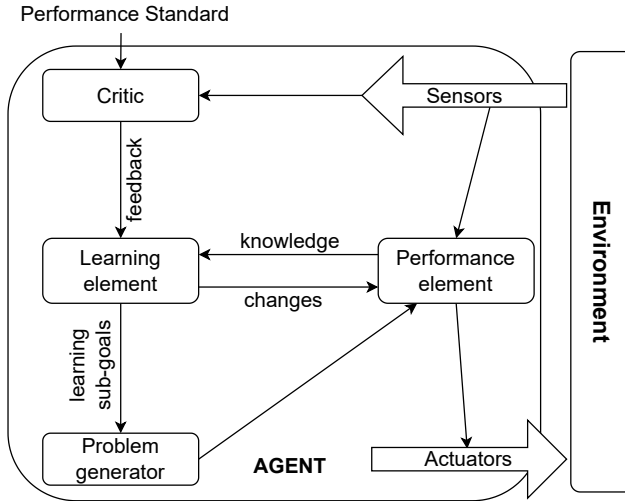 Performance Standard
Critic
Sensors
feedback
Environment
Learning
element
knowledge
changes
Performance
element
learning
sub-goals
Problem
generator
AGENT
Actuators